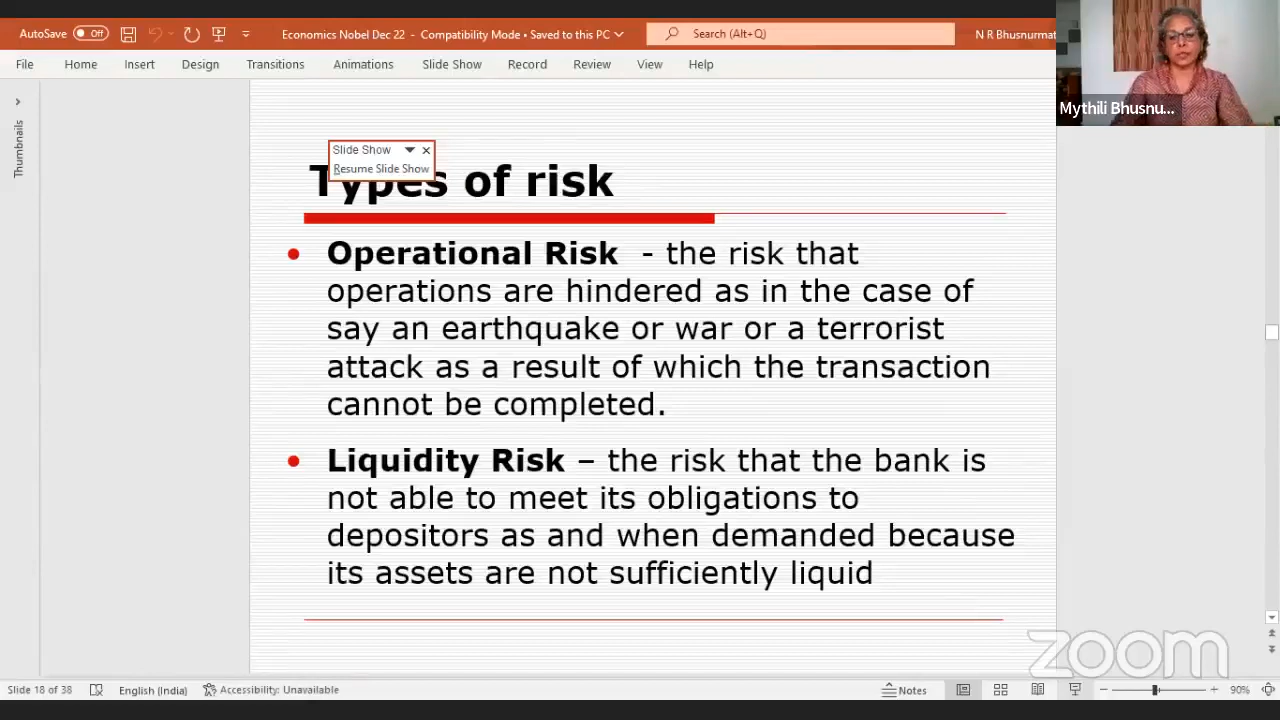 AutoSave Off Economics Nobel Dec 22 - Compatibility Mode • Saved to this PC Search (Alt+Q) N R Bhusnurmat
File Home Insert Design Transitions Animations Slide Show Record Review View Help
Mythili Bhusnu...
Thumbnails
Slide Show
Resume Slide Show
Types of risk
Operational Risk - the risk that
operations are hindered as in the case of
say an earthquake or war or a terrorist
attack as a result of which the transaction
cannot be completed.
Liquidity Risk – the risk that the bank is
not able to meet its obligations to
depositors as and when demanded because
its assets are not sufficiently liquid
zoom
Slide 18 of 38 English (India) Accessibility: Unavailable Notes 90%